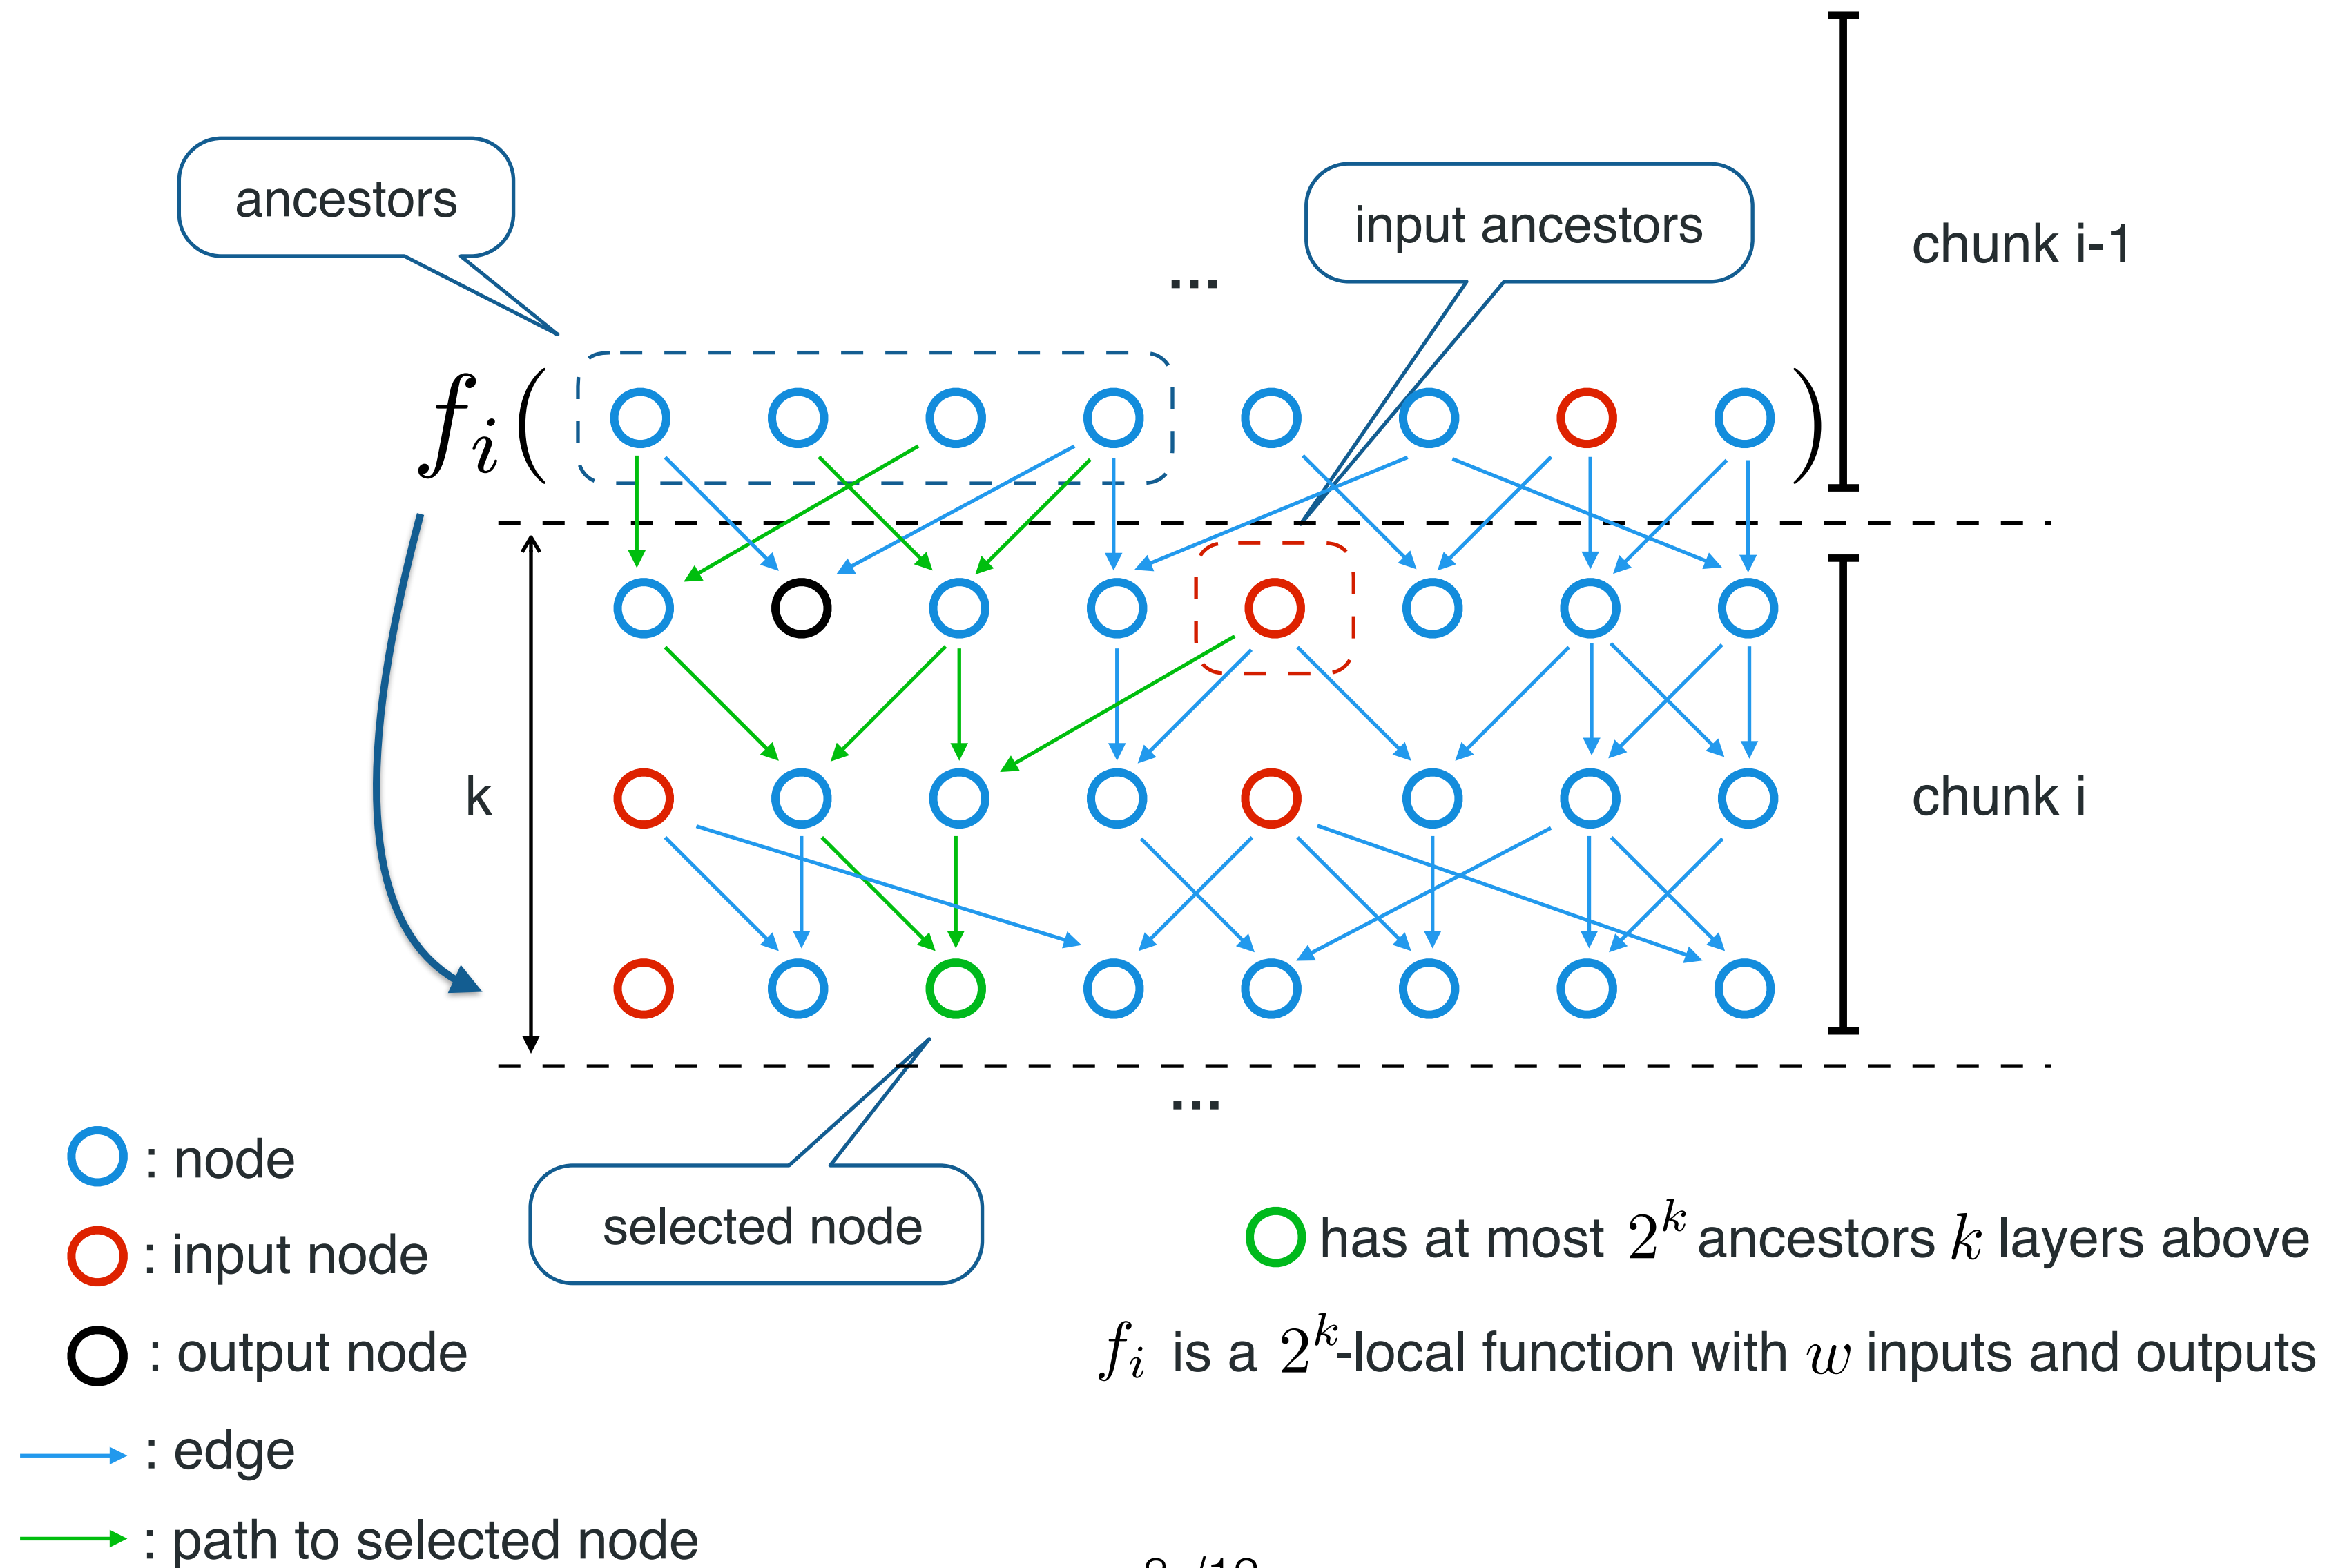 chunk i-1
ancestors
input ancestors
...
f_i(
)
k
chunk i
...
: node
selected node
: input node
has at most 2^k ancestors k layers above
: output node
f_i is a 2^k-local function with w inputs and outputs
: edge
: path to selected node